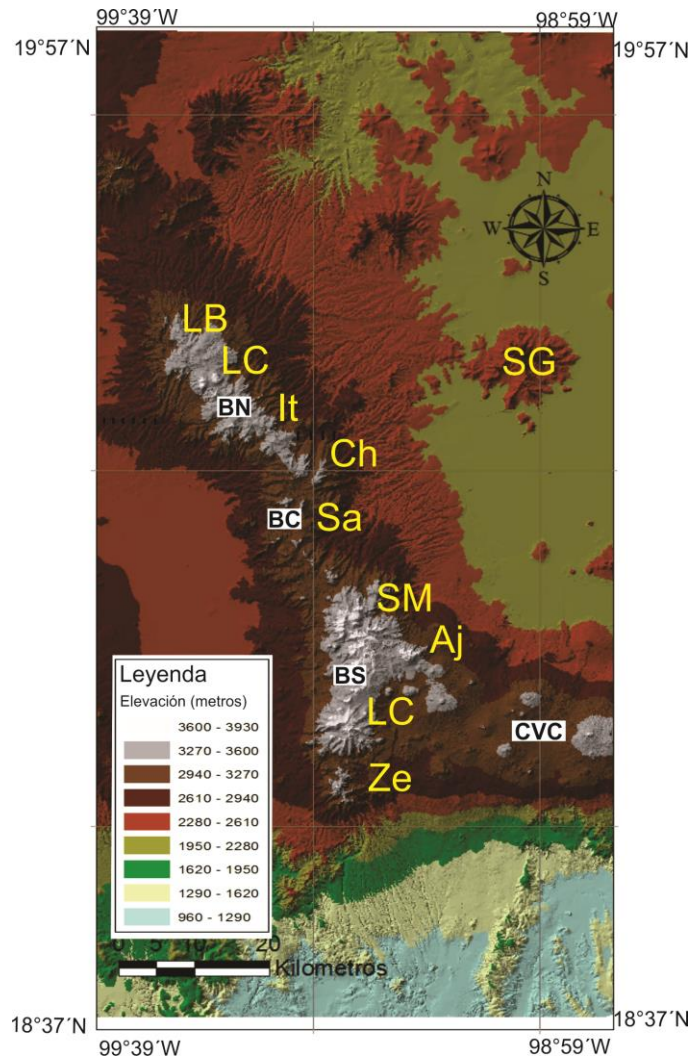 99°39´W 98°59´W
19°57´N 19°57´N
N
W E
S
LB
LC
SG
BN It
Ch
BC Sa
SM
Aj
BS
LC
CVC
Ze
Leyenda
Elevación (metros)
3600 - 3930
3270 - 3600
2940 - 3270
2610 - 2940
2280 - 2610
1950 - 2280
1620 - 1950
1290 - 1620
960 - 1290
0 5 10 20
Kilometros
18°37´N 18°37´N
99°39´W 98°59´W